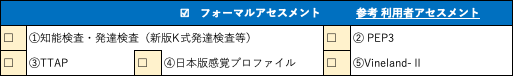 ☑ フォーマルアセスメント 参考 利用者アセスメント
☐ ①知能検査・発達検査（新版K式発達検査等） ☐ ② PEP3
☐ ③TTAP ☐ ④日本版感覚プロファイル ☐ ⑤Vineland-Ⅱ